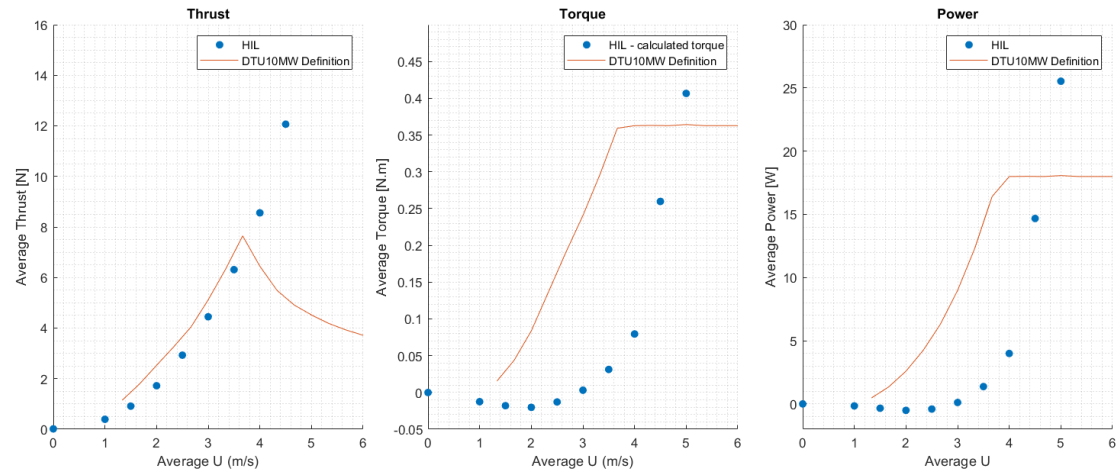 Thrust
16
14
12
10
8
6
4
2
0
Average Thrust [N]
HIL
DTU10MW Definition
0 1 2 3 4 5 6
Average U (m/s)
Torque
0.45
0.4
0.35
0.3
0.25
0.2
0.15
0.1
0.05
0
-0.05
Average Torque [N.m]
HIL - calculated torque
DTU10MW Definition
0 1 2 3 4 5 6
Average U (m/s)
Power
30
25
20
15
10
5
0
Average Power [W]
HIL
DTU10MW Definition
0 1 2 3 4 5 6
Average U